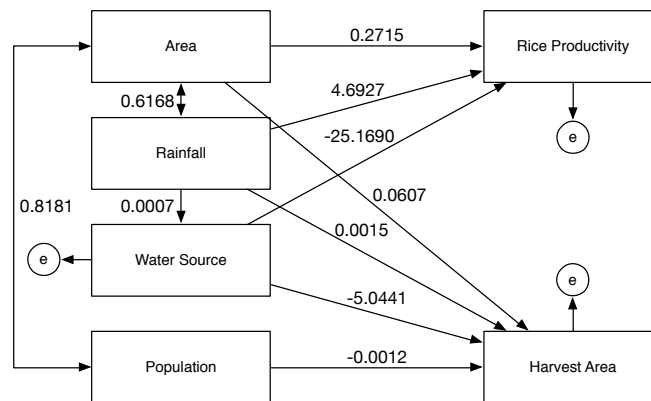 Area
0.2715
Rice Productivity
0.6168
4.6927
-25.1690
e
Rainfall
0.8181
0.0007
0.0607
0.0015
e
Water Source
-5.0441
e
Population
-0.0012
Harvest Area